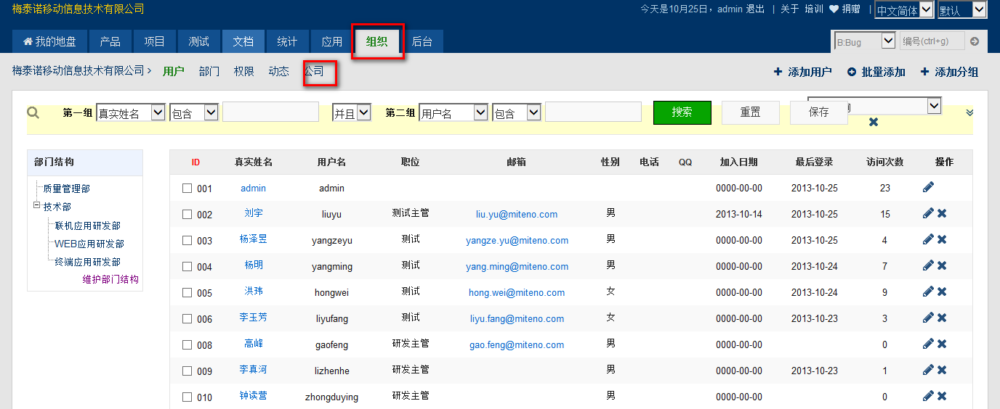 梅泰诺移动信息技术有限公司
今天是10月25日，admin 退出 | 关于 培训 捐赠 | 中文简体 默认
我的地盘 产品 项目 测试 文档 统计 应用 组织 后台
B:Bug 编号(ctrl+g)
梅泰诺移动信息技术有限公司 用户 部门 权限 动态 公司
添加用户 批量添加 添加分组
第一组 真实姓名 包含 并且 第二组 用户名 包含 搜索 重置 保存
部门结构
质量管理部
技术部
联机应用研发部
WEB应用研发部
终端应用研发部
维护部门结构
ID 真实姓名 用户名 职位 邮箱 性别 电话 QQ 加入日期 最后登录 访问次数 操作
001 admin admin 0000-00-00 2013-10-25 23
002 刘宇 liuyu 测试主管 liu.yu@miteno.com 男 2013-10-14 2013-10-25 15
003 杨泽昱 yangzeyu 测试 yangze.yu@miteno.com 男 0000-00-00 2013-10-25 4
004 杨明 yangming 测试 yang.ming@miteno.com 男 0000-00-00 2013-10-24 7
005 洪玮 hongwei 测试 hong.wei@miteno.com 女 0000-00-00 2013-10-24 9
006 李玉芳 liyufang 测试 liyu.fang@miteno.com 女 0000-00-00 2013-10-23 3
008 高峰 gaofeng 研发主管 gao.feng@miteno.com 男 0000-00-00 0
009 李真河 lizhenhe 研发主管 男 0000-00-00 2013-10-23 1
010 钟读营 zhongduying 研发主管 男 0000-00-00 0